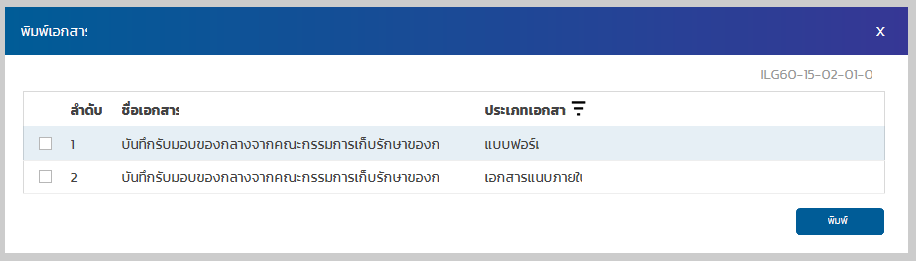 พิมพ์เอกสาร X
ILG60-15-02-01-0
ลำดับ ชื่อเอกสาร ประเภทเอกสา
1 บันทึกรับมอบของกลางจากคณะกรรมการเก็บรักษาของก แบบฟอร์เ
2 บันทึกรับมอบของกลางจากคณะกรรมการเก็บรักษาของก เอกสารแนบภายใ
พิมพ์